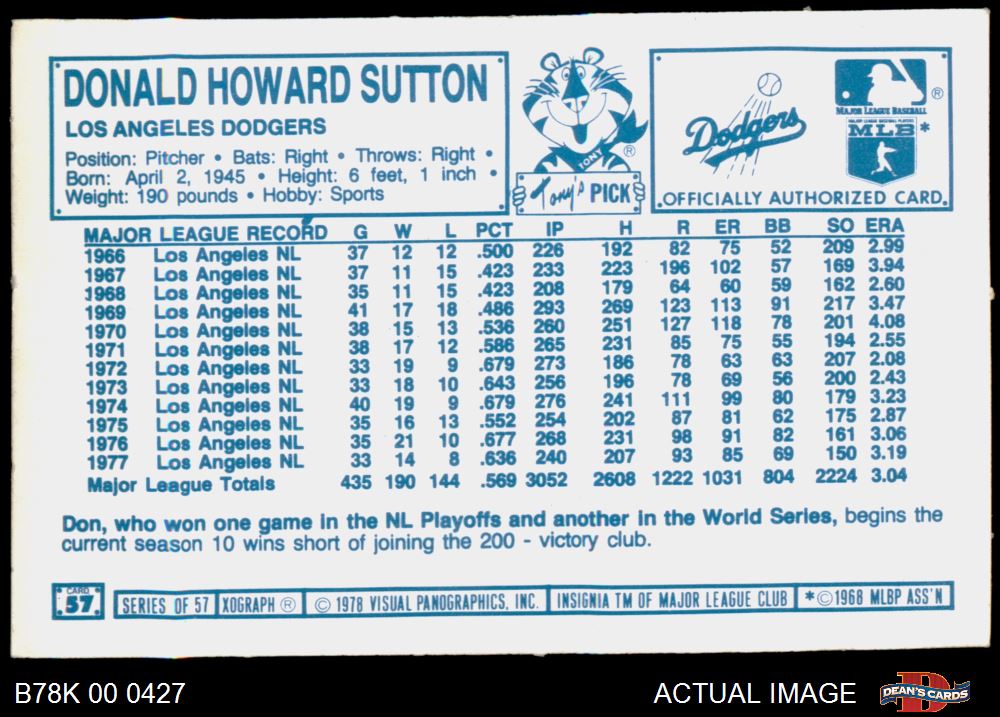 DONALD HOWARD SUTTON
LOS ANGELES DODGERS
Position: Pitcher • Bats: Right • Throws: Right •
Born: April 2, 1945 • Height: 6 feet, 1 inch •
Weight: 190 pounds • Hobby: Sports
TONY
®
Tony's PICK
Dodgers
®
MAJOR LEAGUE BASEBALL
MAJOR LEAGUE BASEBALL PLAYERS
MLB *
OFFICIALLY AUTHORIZED CARD
MAJOR LEAGUE RECORD G W L PCT IP H R ER BB SO ERA
1966 Los Angeles NL 37 12 12 .500 226 192 82 75 52 209 2.99
1967 Los Angeles NL 37 11 15 .423 233 223 196 102 57 169 3.94
1968 Los Angeles NL 35 11 15 .423 208 179 64 60 59 162 2.60
1969 Los Angeles NL 41 17 18 .486 293 269 123 113 91 217 3.47
1970 Los Angeles NL 38 15 13 .536 260 251 127 118 78 201 4.08
1971 Los Angeles NL 38 17 12 .586 265 231 85 75 55 194 2.55
1972 Los Angeles NL 33 19 9 .679 273 186 78 63 63 207 2.08
1973 Los Angeles NL 33 18 10 .643 256 196 78 69 56 200 2.43
1974 Los Angeles NL 40 19 9 .679 276 241 111 99 80 179 3.23
1975 Los Angeles NL 35 16 13 .552 254 202 87 81 62 175 2.87
1976 Los Angeles NL 35 21 10 .677 268 231 98 91 82 161 3.06
1977 Los Angeles NL 33 14 8 .636 240 207 93 85 69 150 3.19
Major League Totals 435 190 144 .569 3052 2608 1222 1031 804 2224 3.04
Don, who won one game in the NL Playoffs and another in the World Series, begins the
current season 10 wins short of joining the 200 - victory club.
CARD
57
SERIES OF 57 XOGRAPH ® © 1978 VISUAL PANOGRAPHICS, INC. INSIGNIA TM OF MAJOR LEAGUE CLUB *©1968 MLBP ASS'N
B78K 00 0427
ACTUAL IMAGE
D
DEAN'S CARDS